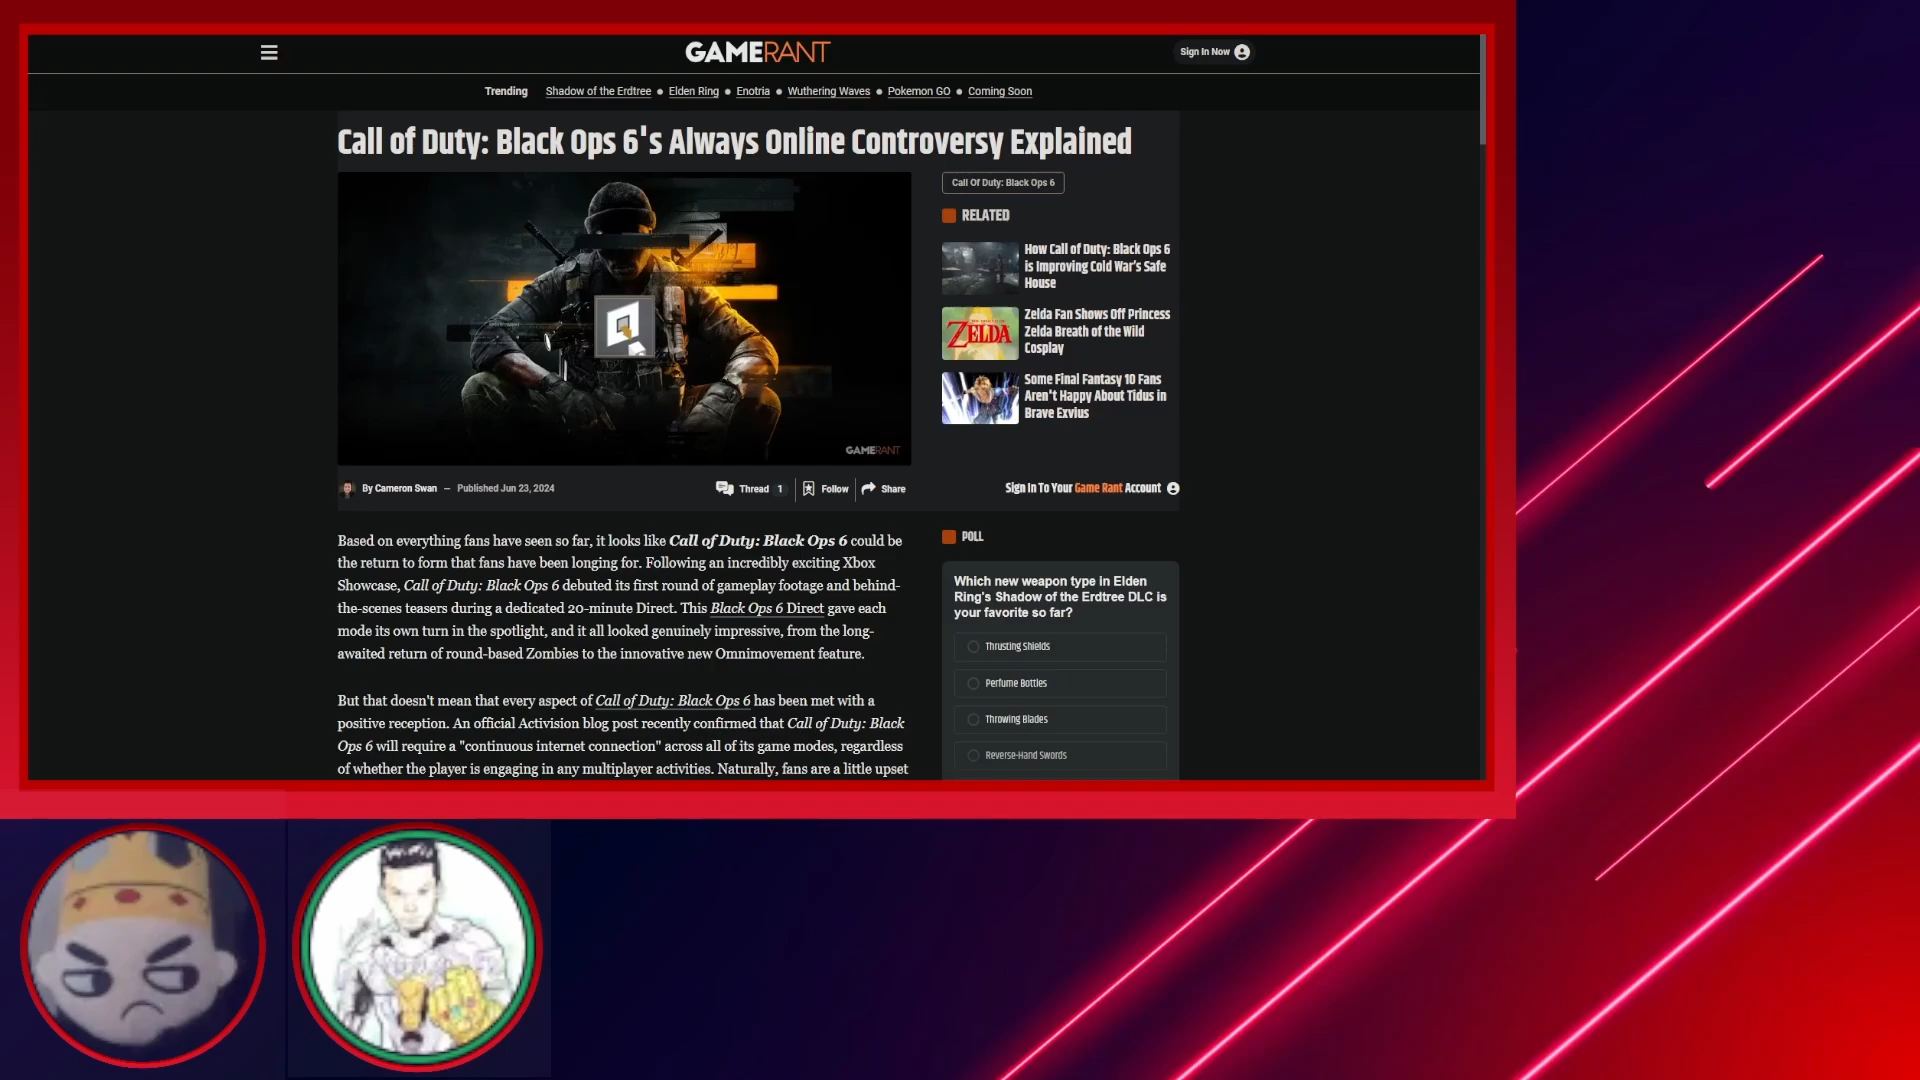 GAMERANT
Sign In Now
Trending
Shadow of the Erdtree
Elden Ring
Enotria
Wuthering Waves
Pokemon GO
Coming Soon
Call of Duty: Black Ops 6's Always Online Controversy Explained
GAMERANT
By Cameron Swan – Published Jun 23, 2024
Thread 1
Follow
Share
Based on everything fans have seen so far, it looks like Call of Duty: Black Ops 6 could be
the return to form that fans have been longing for. Following an incredibly exciting Xbox
Showcase, Call of Duty: Black Ops 6 debuted its first round of gameplay footage and behind-
the-scenes teasers during a dedicated 20-minute Direct. This Black Ops 6 Direct gave each
mode its own turn in the spotlight, and it all looked genuinely impressive, from the long-
awaited return of round-based Zombies to the innovative new Omnimovement feature.
But that doesn't mean that every aspect of Call of Duty: Black Ops 6 has been met with a
positive reception. An official Activision blog post recently confirmed that Call of Duty: Black
Ops 6 will require a "continuous internet connection" across all of its game modes, regardless
of whether the player is engaging in any multiplayer activities. Naturally, fans are a little upset
Call Of Duty: Black Ops 6
RELATED
How Call of Duty: Black Ops 6
is Improving Cold War's Safe
House
ZELDA
Zelda Fan Shows Off Princess
Zelda Breath of the Wild
Cosplay
Some Final Fantasy 10 Fans
Aren't Happy About Tidus in
Brave Exvius
Sign In To Your Game Rant Account
POLL
Which new weapon type in Elden
Ring's Shadow of the Erdtree DLC is
your favorite so far?
Thrusting Shields
Perfume Bottles
Throwing Blades
Reverse-Hand Swords